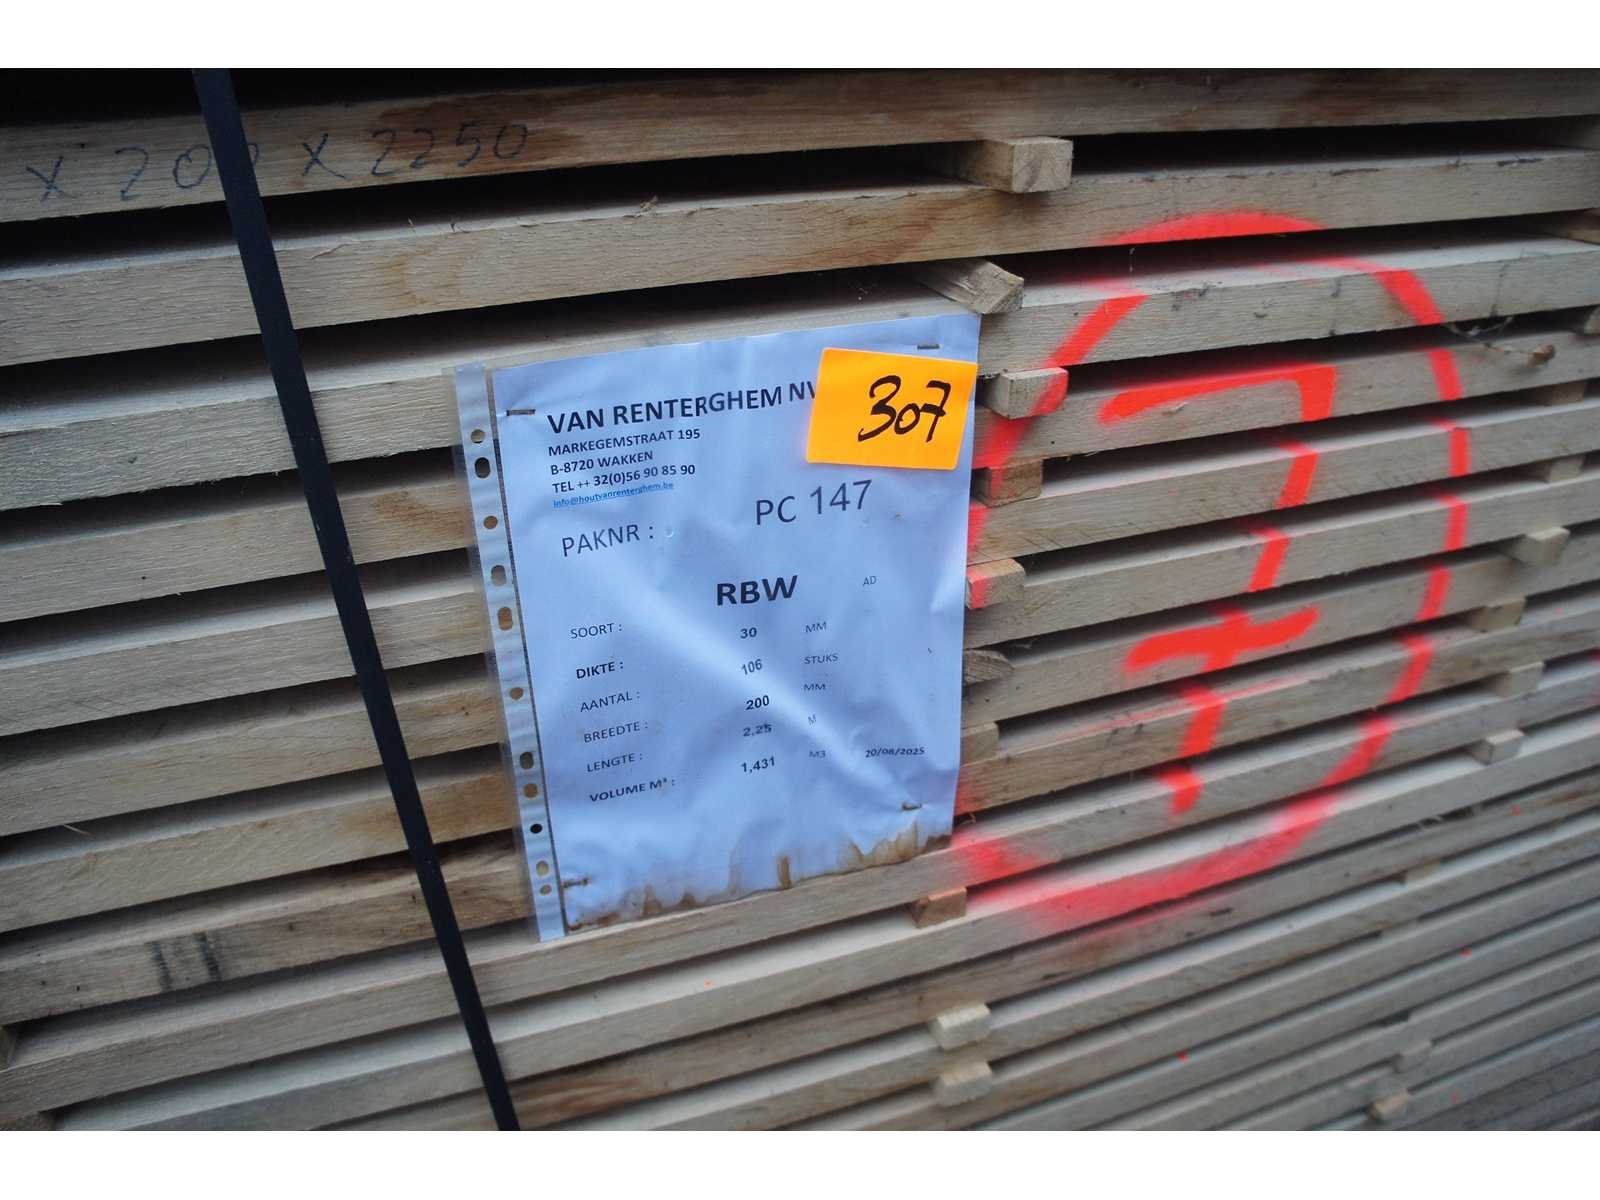 X 200 X 2250
VAN RENTERGHEM NV
307
MARKEGEMSTRAAT 195
B-8720 WAKKEN
TEL ++ 32(0)56 90 85 90
info@houtvanrenterghem.be
PAKNR : PC 147
SOORT : RBW AD
DIKTE : 30 MM
AANTAL : 106 STUKS
BREEDTE : 200 MM
LENGTE : 2,25 M
VOLUME M³ : 1,431 M3 20/08/2025
7